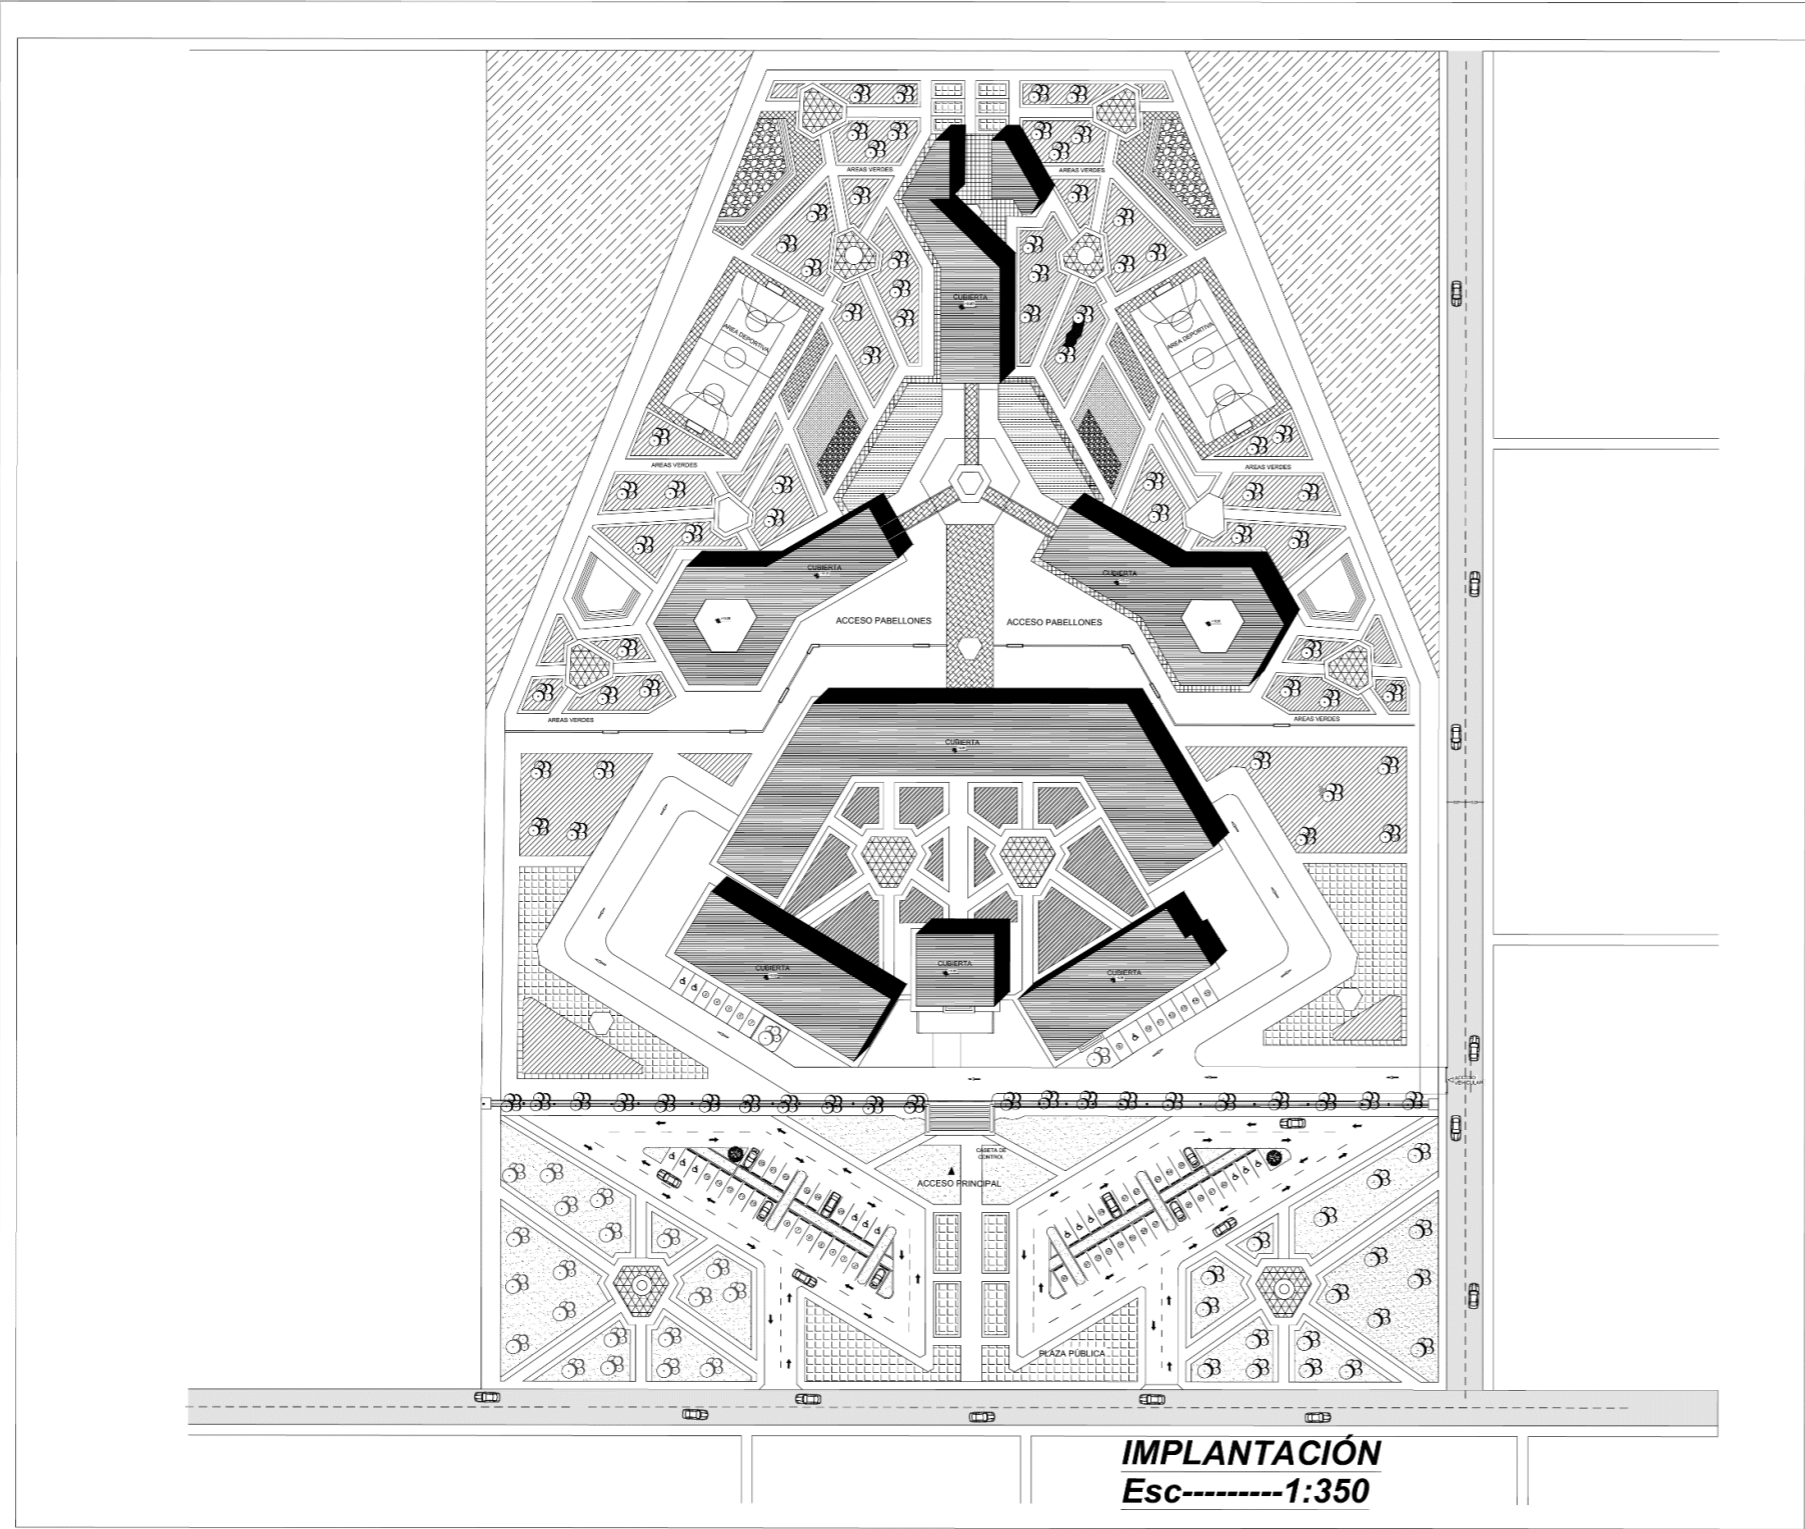 AREAS VERDES
AREAS VERDES
CUBIERTA
AREA DEPORTIVA
AREA DEPORTIVA
AREAS VERDES
AREAS VERDES
CUBIERTA
CUBIERTA
ACCESO PABELLONES
ACCESO PABELLONES
AREAS VERDES
AREAS VERDES
CUBIERTA
CUBIERTA
CUBIERTA
CUBIERTA
ACCESO
VEHICULAR
CASETA DE
CONTROL
ACCESO PRINCIPAL
PLAZA PÚBLICA
IMPLANTACIÓN
Esc---------1:350